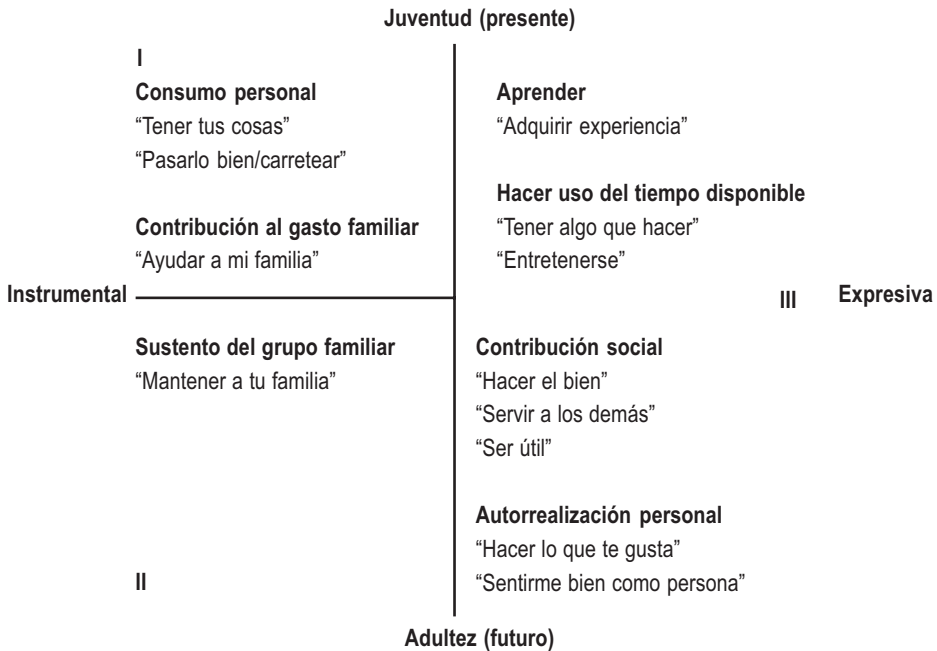 Juventud (presente)
I
Consumo personal
“Tener tus cosas”
“Pasarlo bien/carretear”
Contribución al gasto familiar
“Ayudar a mi familia”
Aprender
“Adquirir experiencia”
Hacer uso del tiempo disponible
“Tener algo que hacer”
“Entretenerse”
Instrumental
III
Expresiva
Sustento del grupo familiar
“Mantener a tu familia”
II
Contribución social
“Hacer el bien”
“Servir a los demás”
“Ser útil”
Autorrealización personal
“Hacer lo que te gusta”
“Sentirme bien como persona”
Adultez (futuro)